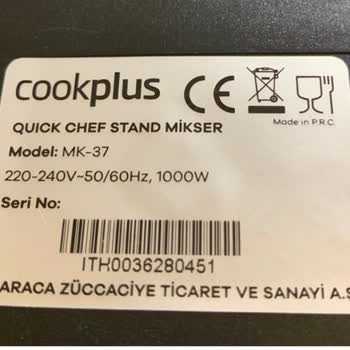 cookplus
Made in P.R.C.
QUICK CHEF STAND MİKSER
Model: MK-37
220-240V~50/60Hz, 1000W
Seri No:
ITH0036280451
ARACA ZÜCCACİYE TİCARET VE SANAYİ A.Ş